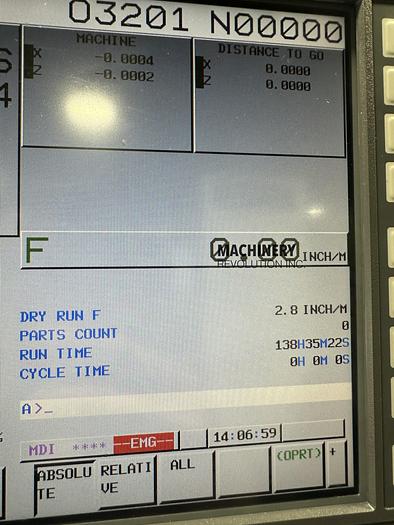 O3201 N00000
MACHINE
X -0.0004
Z -0.0002
DISTANCE TO GO
X 0.0000
Z 0.0000
S
4
F 0.00 INCH/M
MACHINERY
REVOLUTION INC.
DRY RUN F 2.8 INCH/M
PARTS COUNT 0
RUN TIME 138H35M22S
CYCLE TIME 0H 0M 0S
A>_
%
MDI **** --EMG-- 14:06:59
ABSOLU
TE
RELATI
VE
ALL
(OPRT)
+